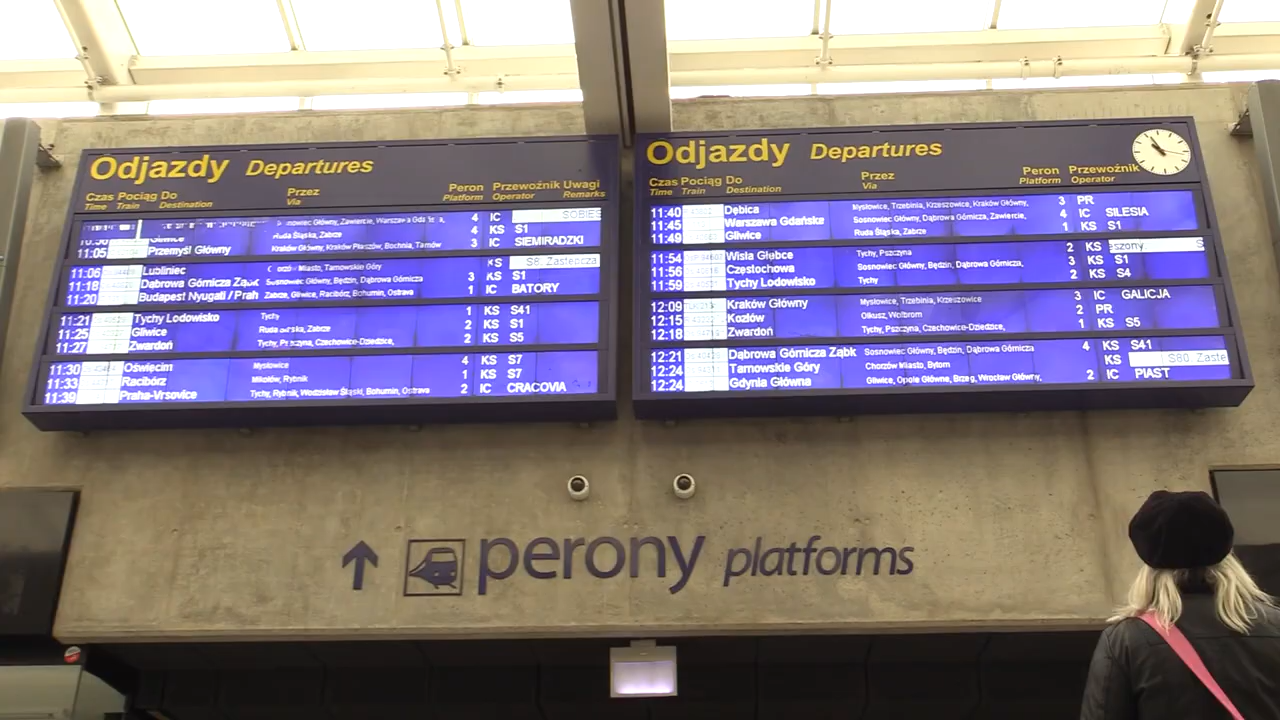 Odjazdy Departures
Czas Pociąg Do Przez Peron Przewoźnik Uwagi
Time Train Destination Via Platform Operator Remarks
4 IC SOBIES
Gliwice Ruda Śląska, Zabrze 4 KS S1
11:05 Przemyśl Główny Kraków Główny, Kraków Płaszów, Bochnia, Tarnów 3 IC SIEMIRADZKI
11:06 Lubliniec Miasto, Tarnowskie Góry KS S8. Zastępcza
11:18 Dąbrowa Górnicza Ząbk Sosnowiec Główny, Będzin, Dąbrowa Górnicza 3 KS S1
11:20 Budapest Nyugati / Prah Zabrze, Gliwice, Racibórz, Bohumin, Ostrava 1 IC BATORY
11:21 Tychy Lodowisko Tychy 1 KS S41
11:25 Gliwice Ruda Śląska, Zabrze 2 KS S1
11:27 Zwardoń Tychy, Pszczyna, Czechowice-Dziedzice, 2 KS S5
11:30 Oświęcim Mysłowice 4 KS S7
11:33 Racibórz Mikołów, Rybnik 1 KS S7
11:39 Praha-Vrsovice Tychy, Rybnik, Wodzisław Śląski, Bohumin, Ostrava 2 IC CRACOVIA
Odjazdy Departures
Czas Pociąg Do Przez Peron Przewoźnik
Time Train Destination Via Platform Operator
11:40 Dębica Mysłowice, Trzebinia, Krzeszowice, Kraków Główny, 3 PR
11:45 Warszawa Gdańska Sosnowiec Główny, Dąbrowa Górnicza, Zawiercie, 4 IC SILESIA
11:49 Gliwice Ruda Śląska, Zabrze 1 KS S1
11:54 Wisła Głębce Tychy, Pszczyna 2 KS eszony S
11:56 Częstochowa Sosnowiec Główny, Będzin, Dąbrowa Górnicza, 3 KS S1
11:59 Tychy Lodowisko Tychy 2 KS S4
12:09 Kraków Główny Mysłowice, Trzebinia, Krzeszowice 3 IC GALICJA
12:15 Kozłów Olkusz, Wolbrom 2 PR
12:18 Zwardoń Tychy, Pszczyna, Czechowice-Dziedzice, 1 KS S5
12:21 Dąbrowa Górnicza Ząbk Sosnowiec Główny, Będzin, Dąbrowa Górnicza 4 KS S41
12:24 Tarnowskie Góry Chorzów Miasto, Bytom KS S80. Zastę
12:24 Gdynia Główna Gliwice, Opole Główne, Brzeg, Wrocław Główny, 2 IC PIAST
perony platforms